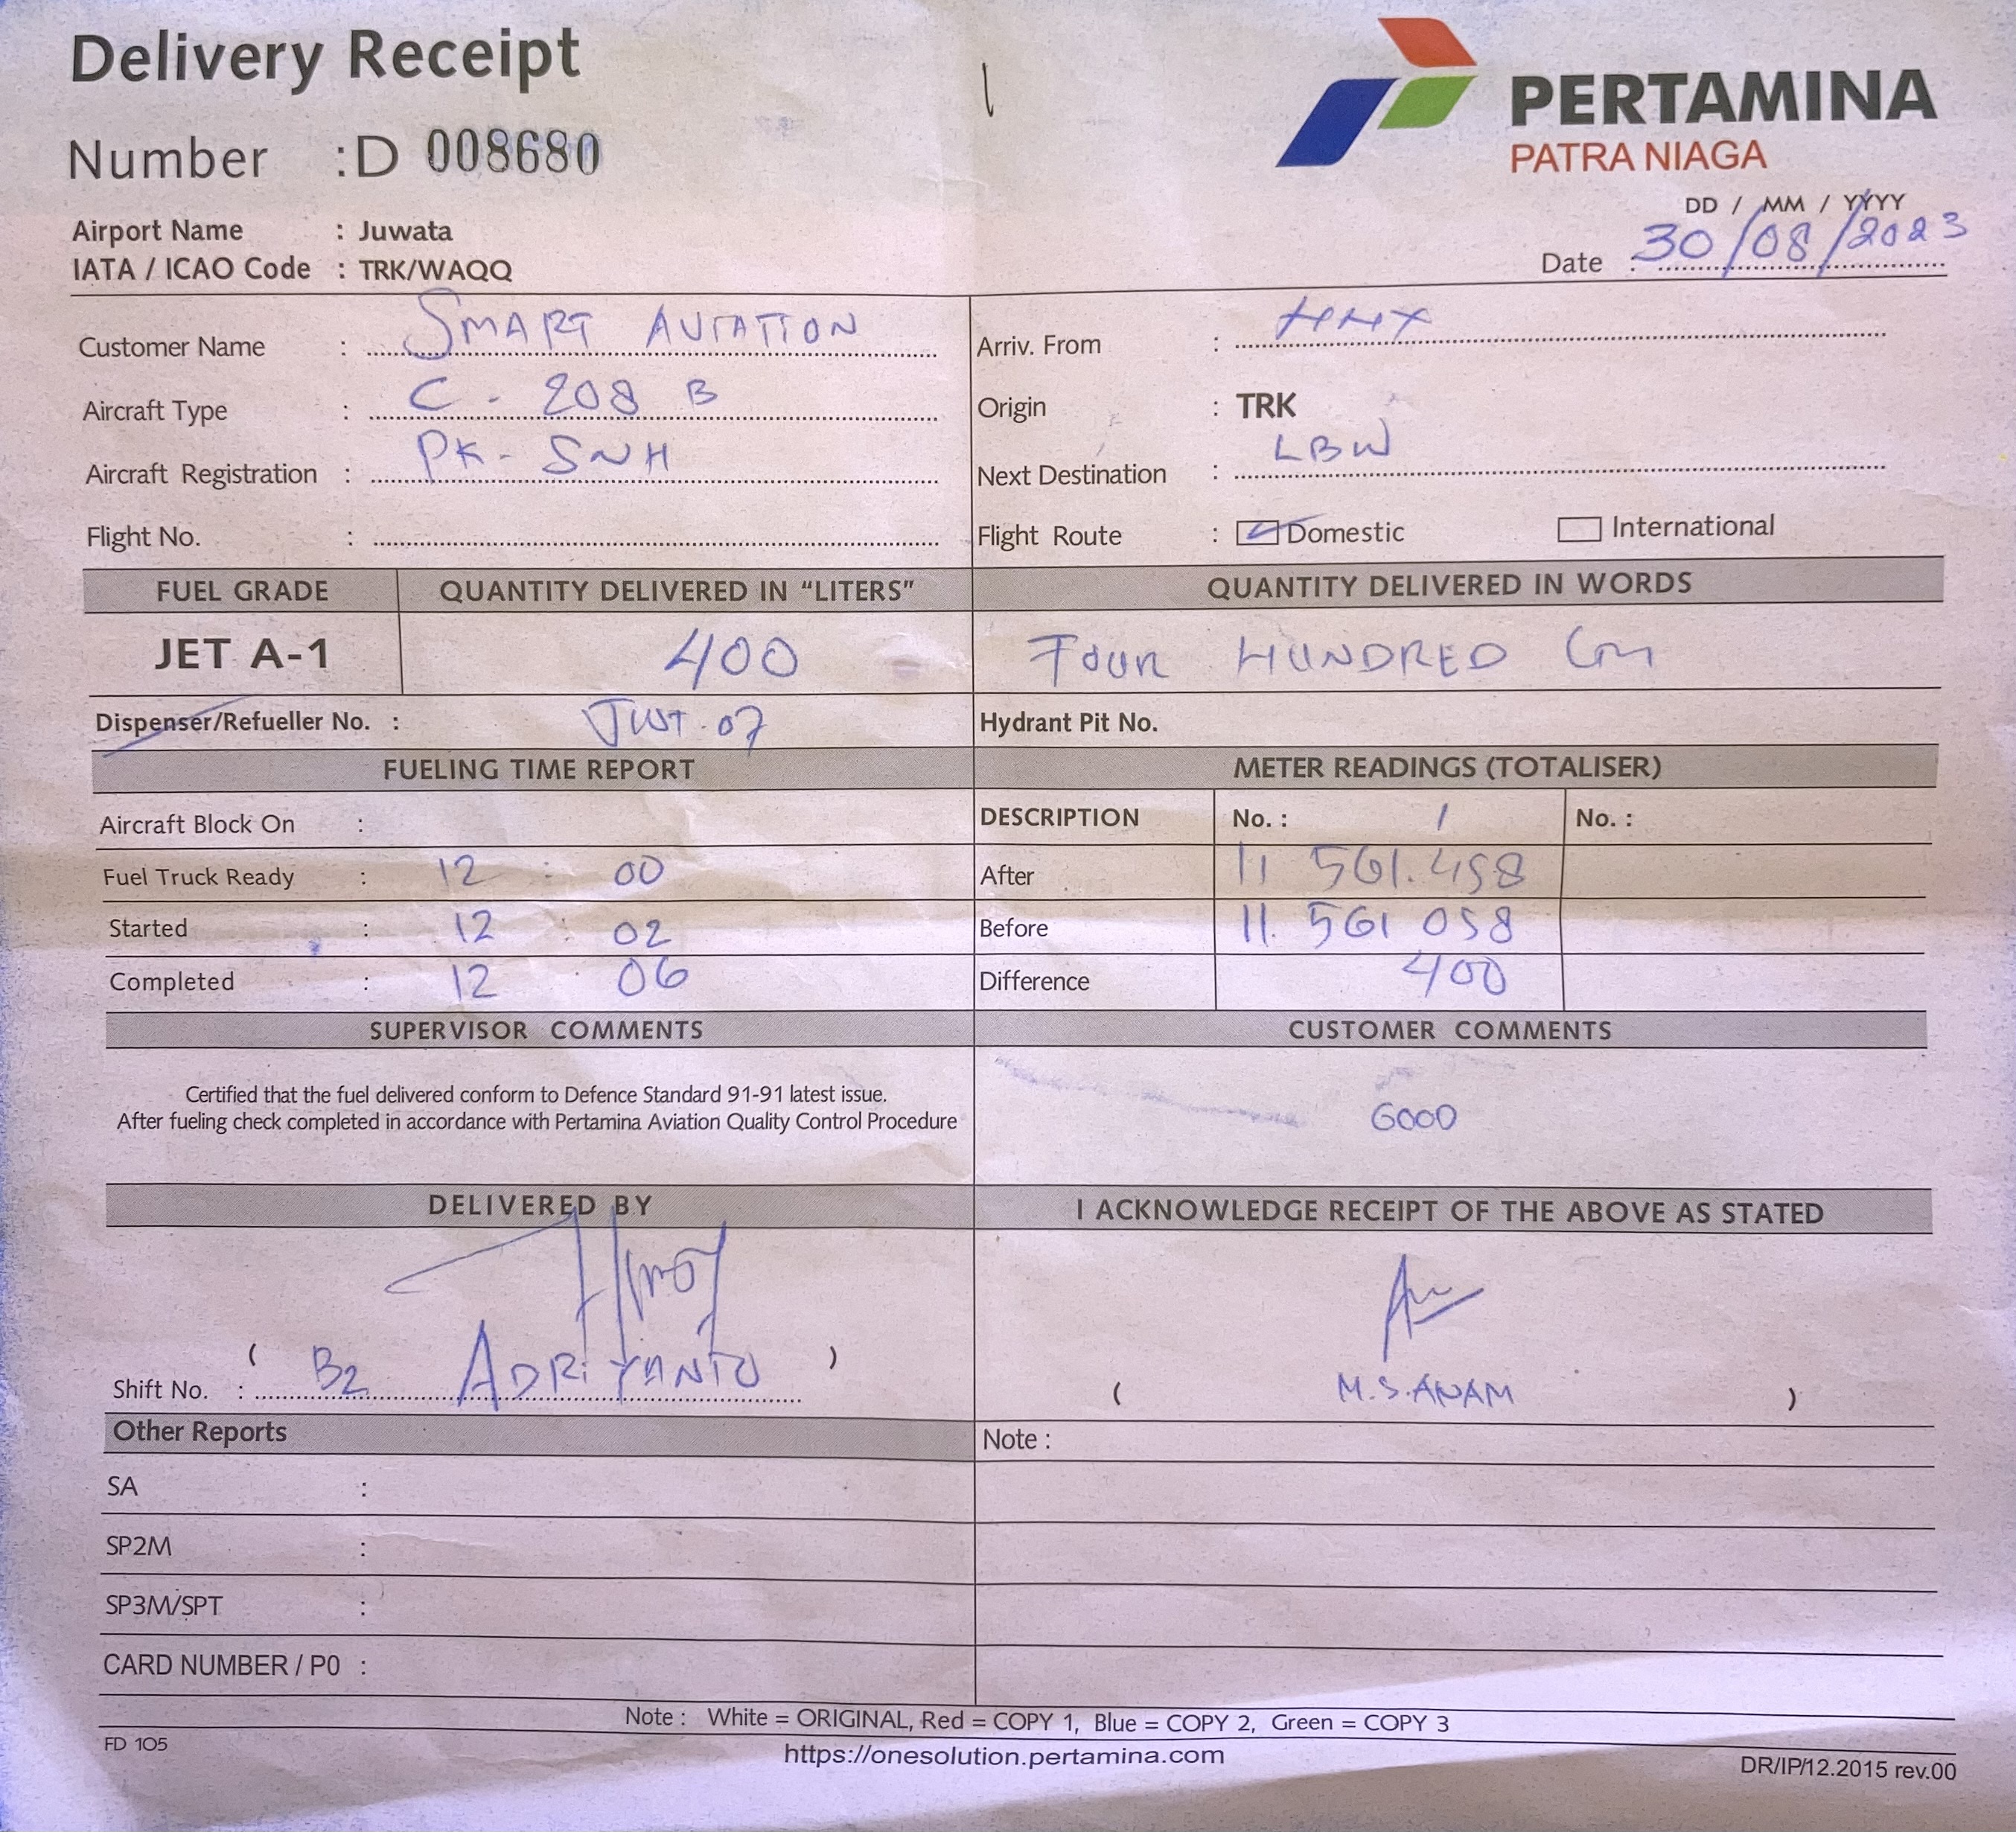 Delivery Receipt
PERTAMINA
PATRA NIAGA
Number : D 008680
DD / MM / YYYY
Airport Name : Juwata
Date : 30/08/2023
IATA / ICAO Code : TRK/WAQQ
Customer Name : SMART AVIATION
Arriv. From :
Aircraft Type : C - 208 B
Origin : TRK
Aircraft Registration : PK - SNH
Next Destination : LBW
Flight No. :
Flight Route : Domestic International
FUEL GRADE QUANTITY DELIVERED IN "LITERS" QUANTITY DELIVERED IN WORDS
JET A-1 400 FOUR HUNDRED
Dispenser/Refueller No. : JWT . 07 Hydrant Pit No.
FUELING TIME REPORT METER READINGS (TOTALISER)
Aircraft Block On : DESCRIPTION No. : 1 No. :
Fuel Truck Ready : 12 : 00 After 11 561.458
Started : 12 : 02 Before 11. 561 058
Completed : 12 06 Difference 400
SUPERVISOR COMMENTS CUSTOMER COMMENTS
Certified that the fuel delivered conform to Defence Standard 91-91 latest issue.
After fueling check completed in accordance with Pertamina Aviation Quality Control Procedure
GOOD
DELIVERED BY I ACKNOWLEDGE RECEIPT OF THE ABOVE AS STATED
Shift No. : ( B2 ADRIYANTO ) ( M.S.ANAM )
Other Reports Note :
SA :
SP2M :
SP3M/SPT :
CARD NUMBER / P0 :
Note : White = ORIGINAL, Red = COPY 1, Blue = COPY 2, Green = COPY 3
FD 105
https://onesolution.pertamina.com
DR/IP/12.2015 rev.00